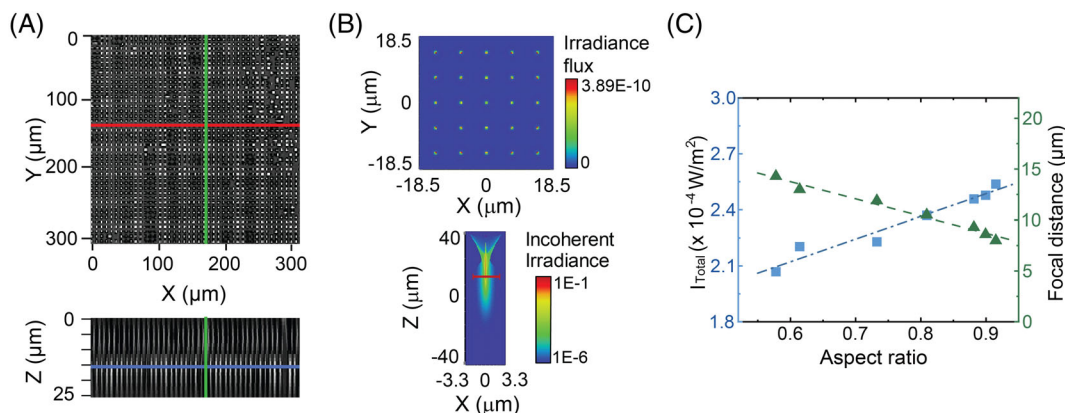 (A)
0
100
200
300
Y (µm)
0 100 200 300
X (µm)
0
25
Z (µm)
(B)
18.5
0
-18.5
Y (µm)
-18.5 0 18.5
X (µm)
Irradiance
flux
3.89E-10
0
40
0
-40
Z (µm)
-3.3 0 3.3
X (µm)
Incoherent
Irradiance
1E-1
1E-6
(C)
3.0
2.7
2.4
2.1
1.8
I_Total (x 10⁻⁴ W/m²)
0.6 0.7 0.8 0.9
Aspect ratio
20
15
10
5
0
Focal distance (µm)